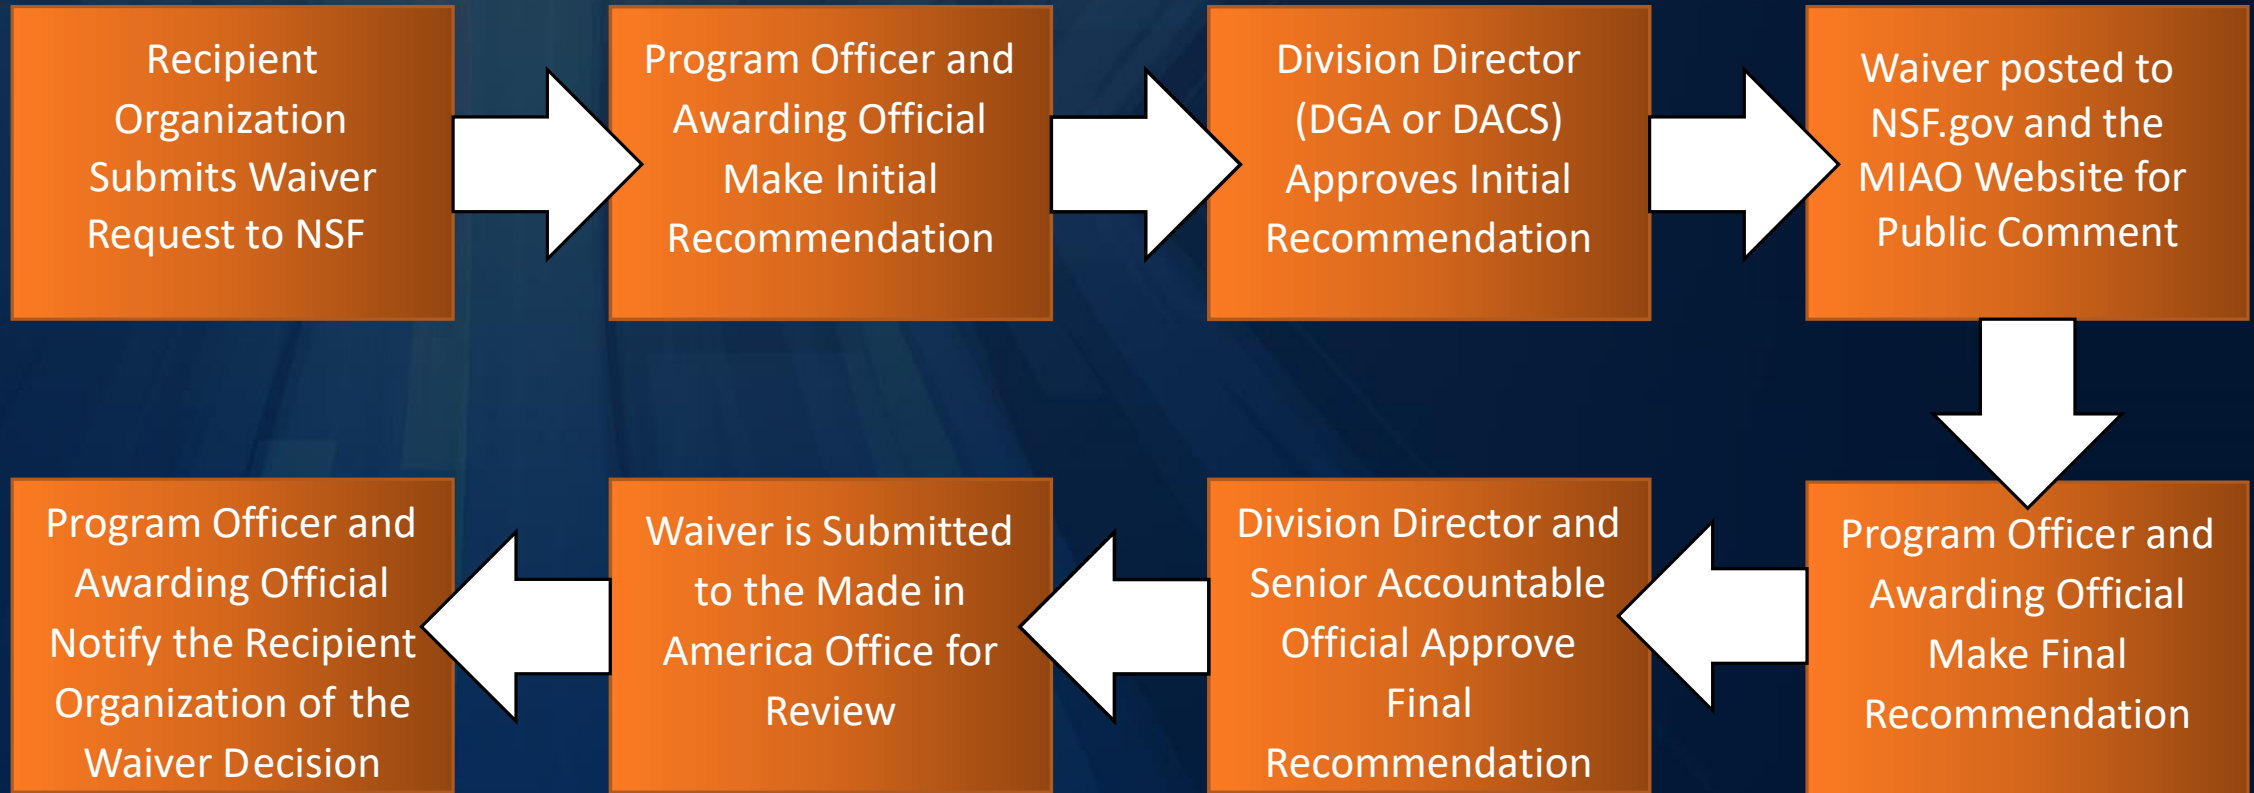 Recipient
Organization
Submits Waiver
Request to NSF
Program Officer and
Awarding Official
Make Initial
Recommendation
Division Director
(DGA or DACS)
Approves Initial
Recommendation
Waiver posted to
NSF.gov and the
MIAO Website for
Public Comment
Program Officer and
Awarding Official
Make Final
Recommendation
Division Director and
Senior Accountable
Official Approve
Final
Recommendation
Waiver is Submitted
to the Made in
America Office for
Review
Program Officer and
Awarding Official
Notify the Recipient
Organization of the
Waiver Decision